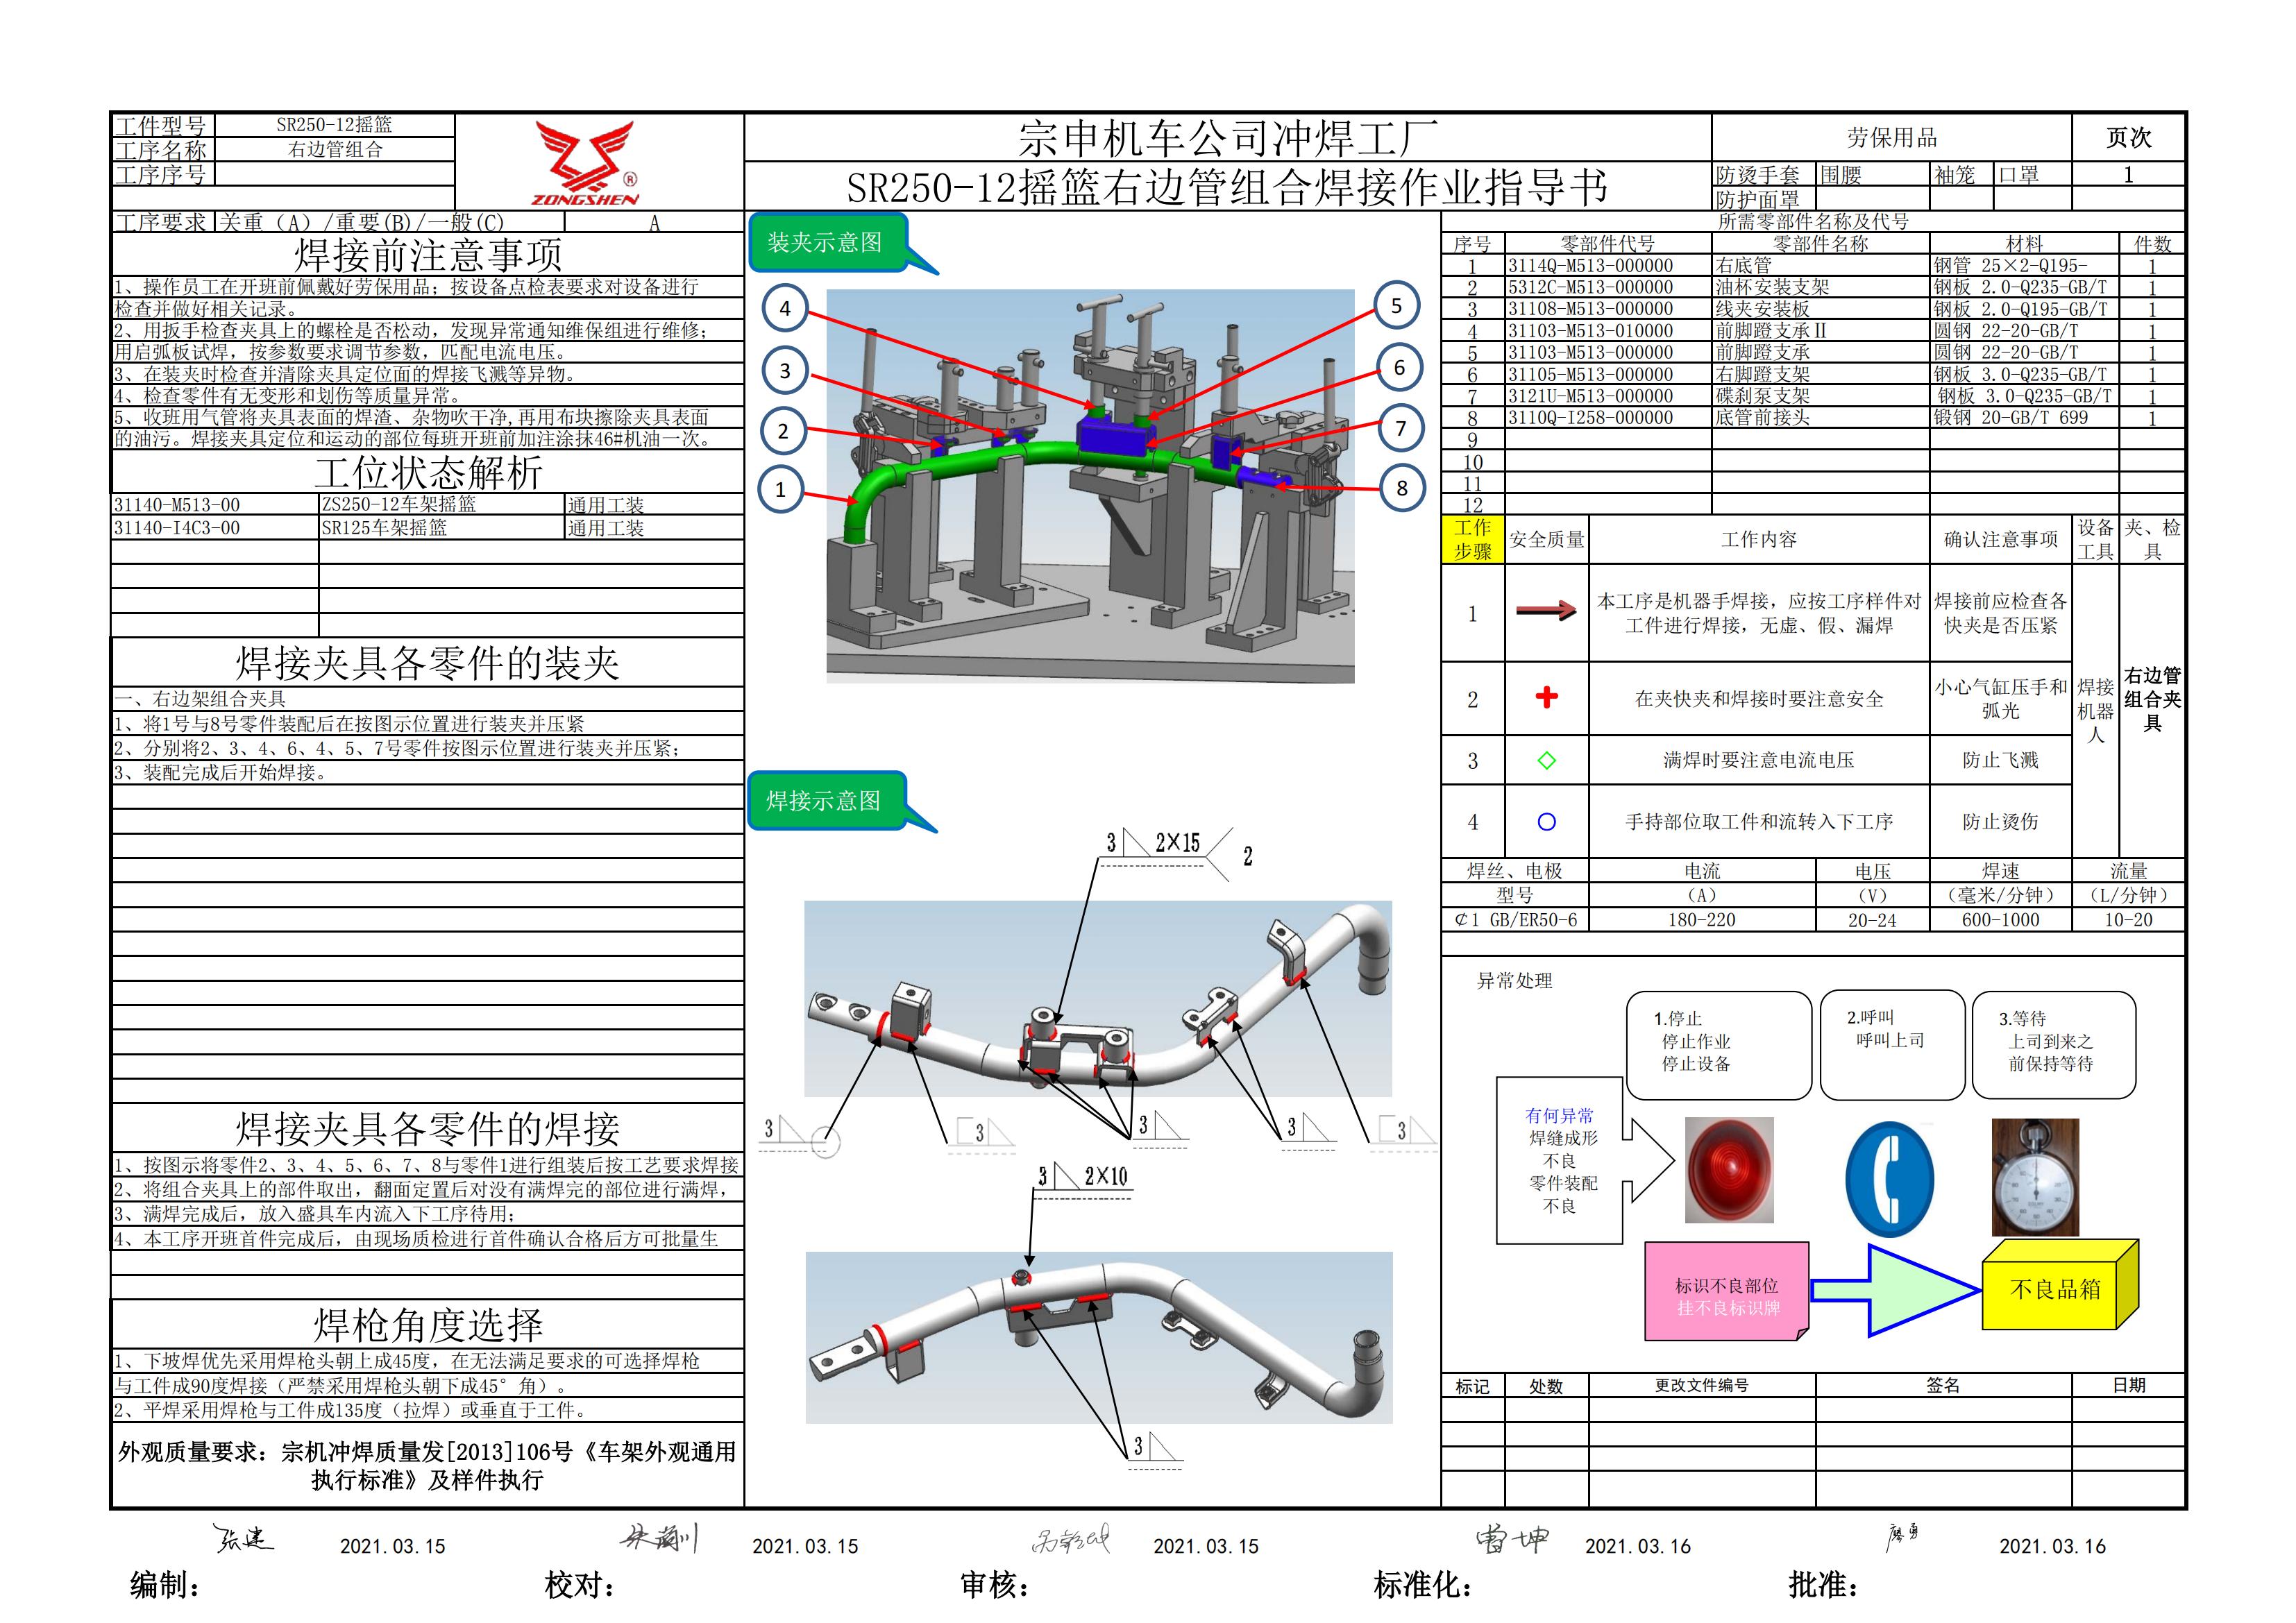 工件型号 SR250-12摇篮
工序名称 右边管组合
工序序号
ZONGSHEN ®
宗申机车公司冲焊工厂
SR250-12摇篮右边管组合焊接作业指导书
劳保用品 页次
防烫手套 围腰 袖笼 口罩 1
防护面罩
工序要求 关重（A）/重要(B)/一般(C) A
焊接前注意事项
1、操作员工在开班前佩戴好劳保用品；按设备点检表要求对设备进行
检查并做好相关记录。
2、用扳手检查夹具上的螺栓是否松动，发现异常通知维保组进行维修；
用启弧板试焊，按参数要求调节参数，匹配电流电压。
3、在装夹时检查并清除夹具定位面的焊接飞溅等异物。
4、检查零件有无变形和划伤等质量异常。
5、收班用气管将夹具表面的焊渣、杂物吹干净,再用布块擦除夹具表面
的油污。焊接夹具定位和运动的部位每班开班前加注涂抹46#机油一次。
工位状态解析
31140-M513-00 ZS250-12车架摇篮 通用工装
31140-I4C3-00 SR125车架摇篮 通用工装
焊接夹具各零件的装夹
一、右边架组合夹具
1、将1号与8号零件装配后在按图示位置进行装夹并压紧
2、分别将2、3、4、6、4、5、7号零件按图示位置进行装夹并压紧；
3、装配完成后开始焊接。
焊接夹具各零件的焊接
1、按图示将零件2、3、4、5、6、7、8与零件1进行组装后按工艺要求焊接
2、将组合夹具上的部件取出，翻面定置后对没有满焊完的部位进行满焊，
3、满焊完成后，放入盛具车内流入下工序待用；
4、本工序开班首件完成后，由现场质检进行首件确认合格后方可批量生
焊枪角度选择
1、下坡焊优先采用焊枪头朝上成45度，在无法满足要求的可选择焊枪
与工件成90度焊接（严禁采用焊枪头朝下成45°角）。
2、平焊采用焊枪与工件成135度（拉焊）或垂直于工件。
外观质量要求：宗机冲焊质量发[2013]106号《车架外观通用
执行标准》及样件执行
装夹示意图
4
3
2
1
5
6
7
8
焊接示意图
3 2×15 2
3
3
3
3
3
3 2×10
3
所需零部件名称及代号
序号 零部件代号 零部件名称 材料 件数
1 3114Q-M513-000000 右底管 钢管 25×2-Q195- 1
2 5312C-M513-000000 油杯安装支架 钢板 2.0-Q235-GB/T 1
3 31108-M513-000000 线夹安装板 钢板 2.0-Q195-GB/T 1
4 31103-M513-010000 前脚蹬支承Ⅱ 圆钢 22-20-GB/T 1
5 31103-M513-000000 前脚蹬支承 圆钢 22-20-GB/T 1
6 31105-M513-000000 右脚蹬支架 钢板 3.0-Q235-GB/T 1
7 3121U-M513-000000 碟刹泵支架 钢板 3.0-Q235-GB/T 1
8 3110Q-I258-000000 底管前接头 锻钢 20-GB/T 699 1
9
10
11
12
工作步骤 安全质量 工作内容 确认注意事项 设备工具 夹、检具
1 本工序是机器手焊接，应按工序样件对工件进行焊接，无虚、假、漏焊 焊接前应检查各快夹是否压紧
2 在夹快夹和焊接时要注意安全 小心气缸压手和弧光
3 满焊时要注意电流电压 防止飞溅
4 手持部位取工件和流转入下工序 防止烫伤
焊接机器人 右边管组合夹具
焊丝、电极 电流 电压 焊速 流量
型号 （A） （V） （毫米/分钟） （L/分钟）
¢1 GB/ER50-6 180-220 20-24 600-1000 10-20
异常处理
1.停止
停止作业
停止设备
2.呼叫
呼叫上司
3.等待
上司到来之
前保持等待
有何异常
焊缝成形
不良
零件装配
不良
标识不良部位
挂不良标识牌
不良品箱
标记 处数 更改文件编号 签名 日期
张建 2021.03.15 2021.03.15 2021.03.15 雷坤 2021.03.16 廖勇 2021.03.16
编制： 校对： 审核： 标准化： 批准：